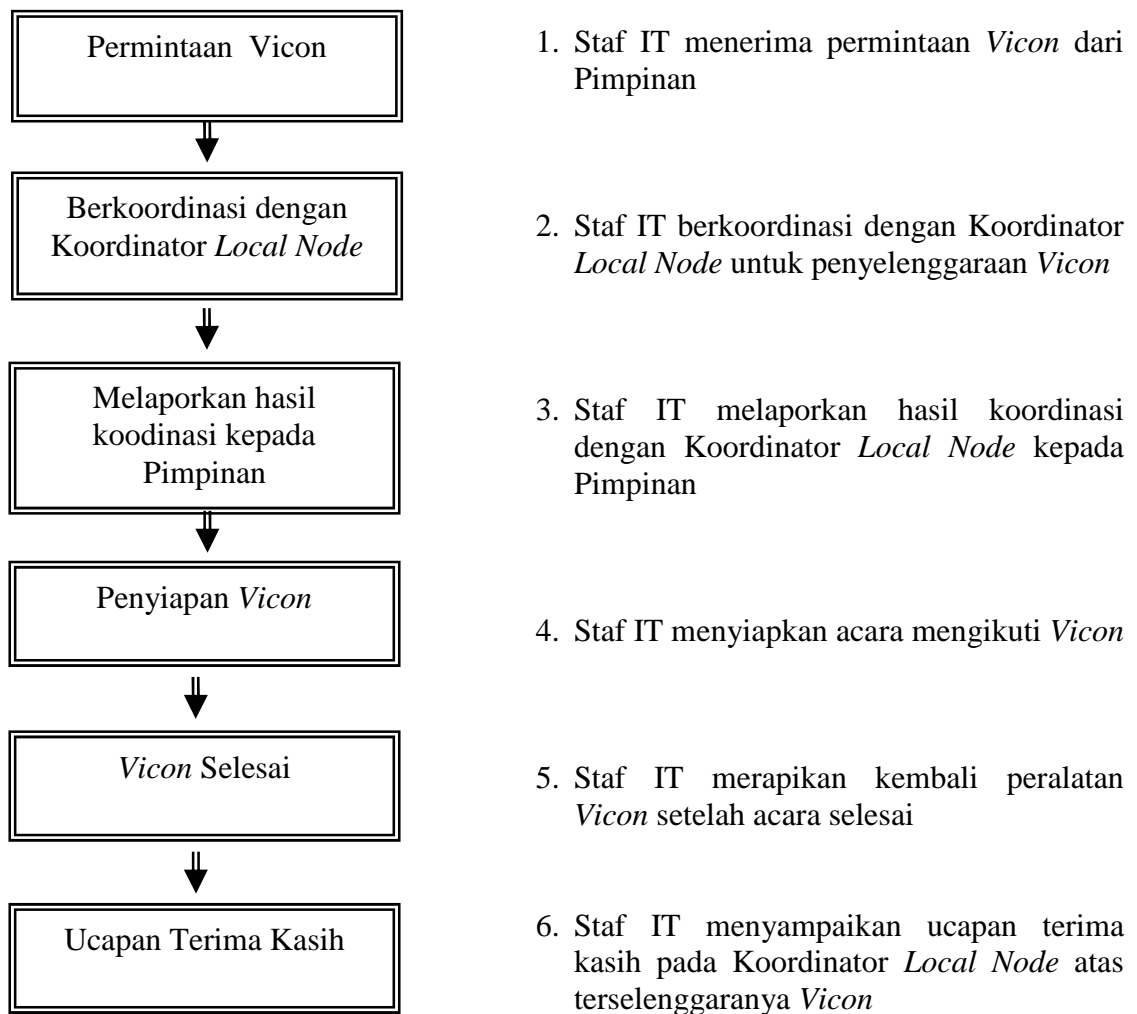 Permintaan Vicon
1. Staf IT menerima permintaan Vicon dari
Pimpinan
Berkoordinasi dengan
Koordinator Local Node
2. Staf IT berkoordinasi dengan Koordinator
Local Node untuk penyelenggaraan Vicon
Melaporkan hasil
koodinasi kepada
Pimpinan
3. Staf IT melaporkan hasil koordinasi
dengan Koordinator Local Node kepada
Pimpinan
Penyiapan Vicon
4. Staf IT menyiapkan acara mengikuti Vicon
Vicon Selesai
5. Staf IT merapikan kembali peralatan
Vicon setelah acara selesai
Ucapan Terima Kasih
6. Staf IT menyampaikan ucapan terima
kasih pada Koordinator Local Node atas
terselenggaranya Vicon